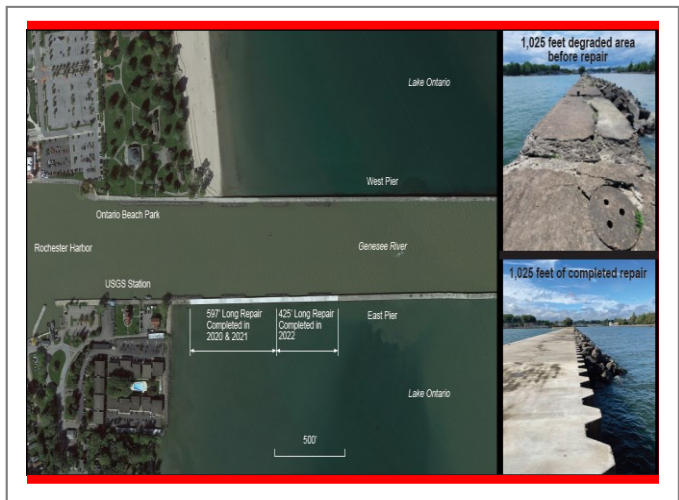 Lake Ontario
West Pier
Ontario Beach Park
Rochester Harbor
Genesee River
USGS Station
597' Long Repair
Completed in
2020 & 2021
425' Long Repair
Completed in
2022
East Pier
Lake Ontario
500'
1,025 feet degraded area
before repair
1,025 feet of completed repair